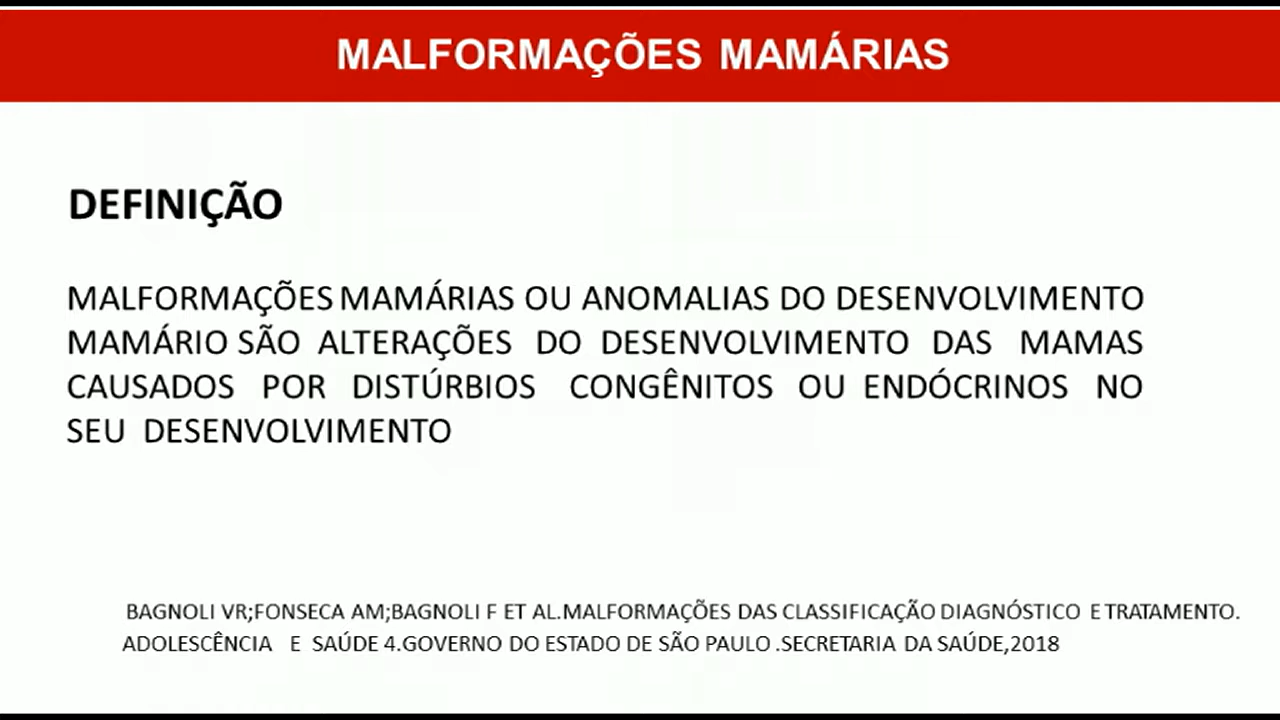 MALFORMAÇÕES MAMÁRIAS
DEFINIÇÃO
MALFORMAÇÕES MAMÁRIAS OU ANOMALIAS DO DESENVOLVIMENTO
MAMÁRIO SÃO ALTERAÇÕES DO DESENVOLVIMENTO DAS MAMAS
CAUSADOS POR DISTÚRBIOS CONGÊNITOS OU ENDÓCRINOS NO
SEU DESENVOLVIMENTO
BAGNOLI VR;FONSECA AM;BAGNOLI F ET AL.MALFORMAÇÕES DAS CLASSIFICAÇÃO DIAGNÓSTICO E TRATAMENTO.
ADOLESCÊNCIA E SAÚDE 4.GOVERNO DO ESTADO DE SÃO PAULO .SECRETARIA DA SAÚDE,2018